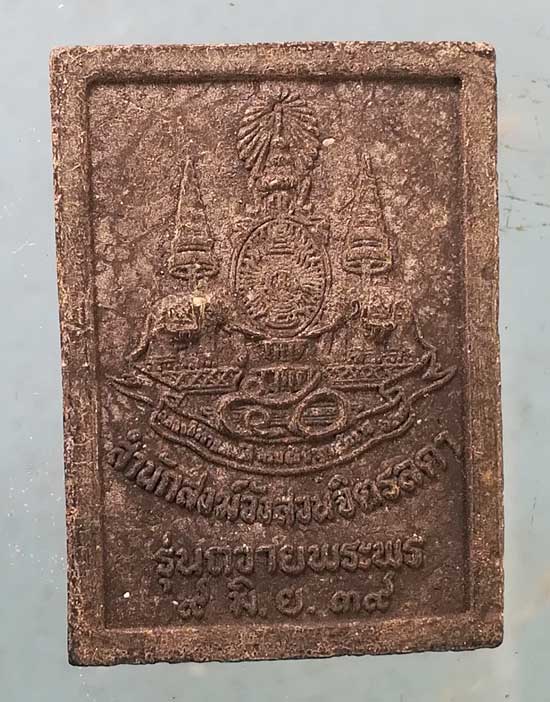 ๕๐
สำนักสงฆ์วังสวนจิตรลดา
รุ่นถวายพระพร
๙ มิ.ย. ๓๙